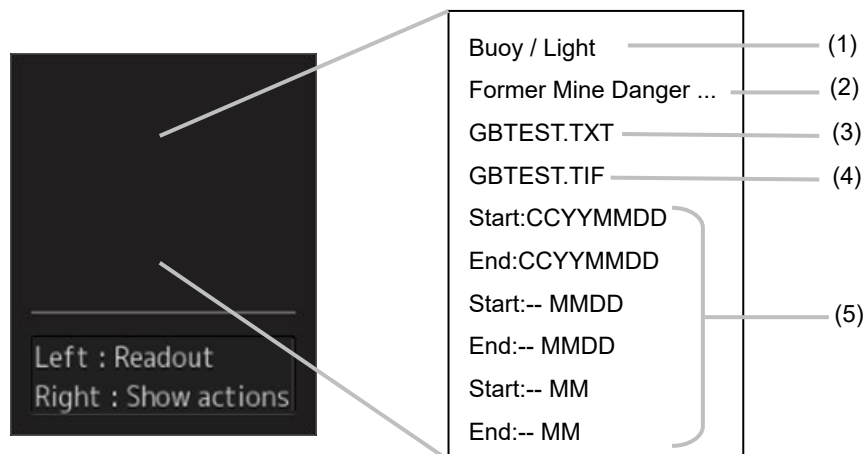 Buoy / Light (1)
Former Mine Danger ... (2)
GBTEST.TXT (3)
GBTEST.TIF (4)
Start:CCYYMMDD
End:CCYYMMDD
Start:-- MMDD (5)
End:-- MMDD
Start:-- MM
End:-- MM
Left : Readout
Right : Show actions